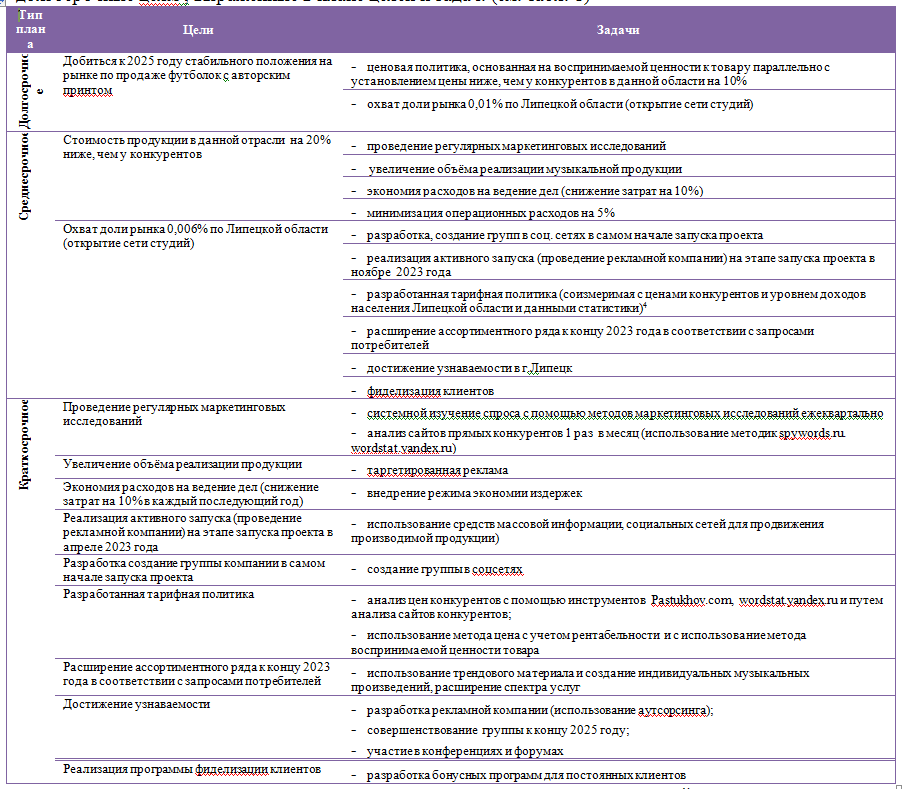 Тип
план
а
Цели
Задачи
Долгосрочно
е
Добиться к 2025 году стабильного положения на
рынке по продаже футболок с авторским
принтом
- ценовая политика, основанная на воспринимаемой ценности к товару параллельно с
установлением цены ниже, чем у конкурентов в данной области на 10%
- охват доли рынка 0,01% по Липецкой области (открытие сети студий)
Среднесрочное
Стоимость продукции в данной отрасли на 20%
ниже, чем у конкурентов
- проведение регулярных маркетинговых исследований
- увеличение объёма реализации музыкальной продукции
- экономия расходов на ведение дел (снижение затрат на 10%)
- минимизация операционных расходов на 5%
Охват доли рынка 0,006% по Липецкой области
(открытие сети студий)
- разработка, создание групп в соц. сетях в самом начале запуска проекта
- реализация активного запуска (проведение рекламной компании) на этапе запуска проекта в
ноябре 2023 года
- разработанная тарифная политика (соизмеримая с ценами конкурентов и уровнем доходов
населения Липецкой области и данными статистики)⁴
- расширение ассортиментного ряда к концу 2023 года в соответствии с запросами
потребителей
- достижение узнаваемости в г.Липецк
- фиделизация клиентов
Краткосрочное
Проведение регулярных маркетинговых
исследований
- системной изучение спроса с помощью методов маркетинговых исследований ежеквартально
- анализ сайтов прямых конкурентов 1 раз в месяц (использование методик spywords.ru.
wordstat.yandex.ru)
Увеличение объёма реализации продукции
- таргетированная реклама
Экономия расходов на ведение дел (снижение
затрат на 10% в каждый последующий год)
- внедрение режима экономии издержек
Реализация активного запуска (проведение
рекламной компании) на этапе запуска проекта в
апреле 2023 года
- использование средств массовой информации, социальных сетей для продвижения
производимой продукции)
Разработка создание группы компании в самом
начале запуска проекта
- создание группы в соцсетях
Разработанная тарифная политика
- анализ цен конкурентов с помощью инструментов Pastukhov.com, wordstat.yandex.ru и путем
анализа сайтов конкурентов;
- использование метода цена с учетом рентабельности и с использование метода
воспринимаемой ценности товара
Расширение ассортиментного ряда к концу 2023
года в соответствии с запросами потребителей
- использование трендового материала и создание индивидуальных музыкальных
произведений, расширение спектра услуг
Достижение узнаваемости
- разработка рекламной компании (использование аутсорсинга);
- совершенствование группы к концу 2025 году;
- участие в конференциях и форумах
Реализация программы фиделизации клиентов
- разработка бонусных программ для постоянных клиентов